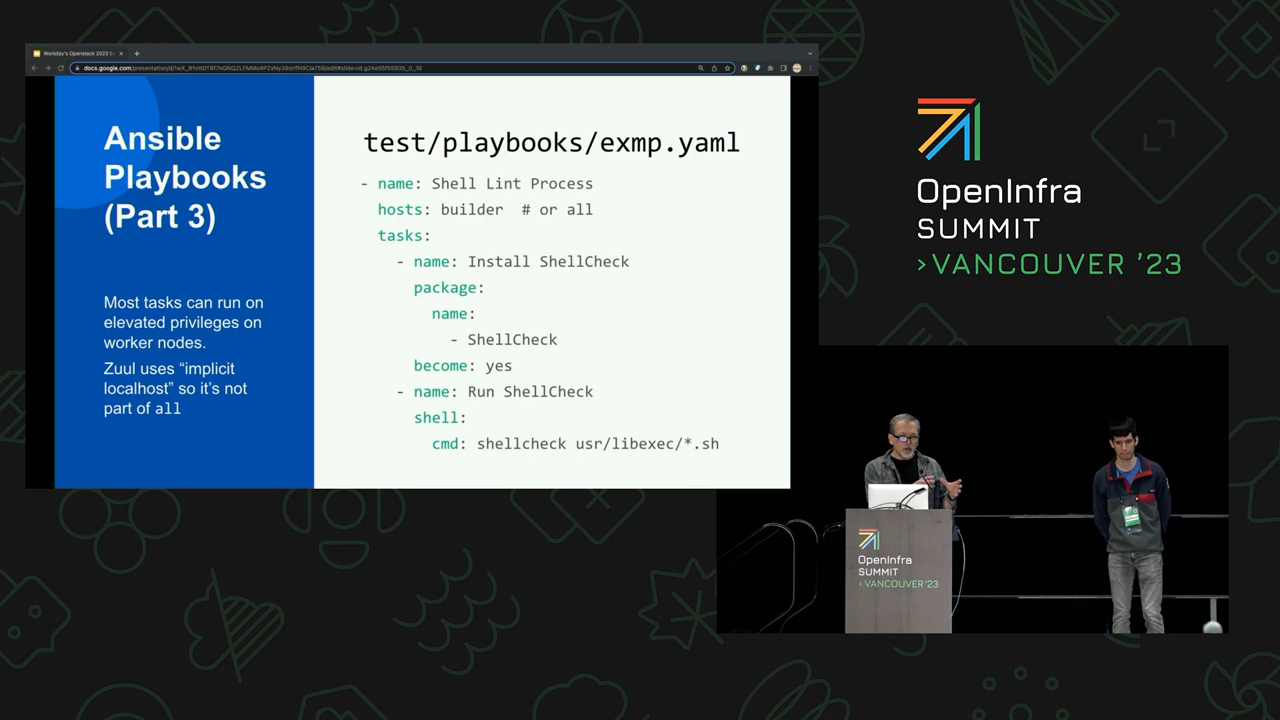 Workday's Openstack 2023
Ansible
Playbooks
(Part 3)
Most tasks can run on
elevated privileges on
worker nodes.
Zuul uses “implicit
localhost” so it’s not
part of all
test/playbooks/exmp.yaml
- name: Shell Lint Process
hosts: builder # or all
tasks:
- name: Install ShellCheck
package:
name:
- ShellCheck
become: yes
- name: Run ShellCheck
shell:
cmd: shellcheck usr/libexec/*.sh
OpenInfra
SUMMIT
>VANCOUVER ’23
OpenInfra
SUMMIT
>VANCOUVER ’23